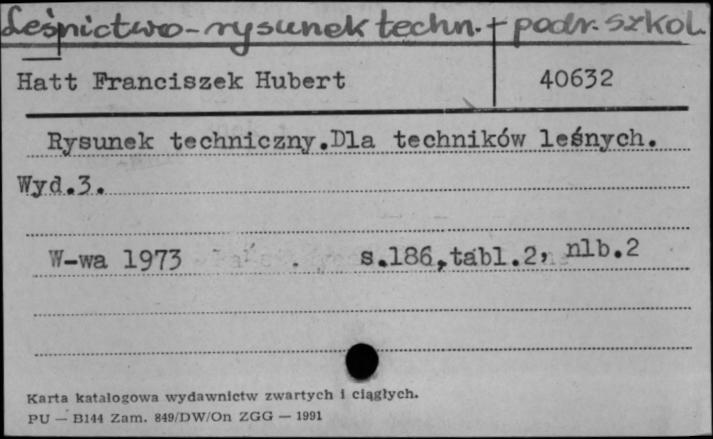 Leśnictwo - rysunek techn. + podr. szkol.
Hatt Franciszek Hubert 40632
Rysunek techniczny.Dla techników leśnych.
Wyd.3.
W-wa 1973 s.186,tabl.2, nlb.2
Karta katalogowa wydawnictw zwartych i ciągłych.
PU — B144 Zam. 849/DW/On ZGG — 1991